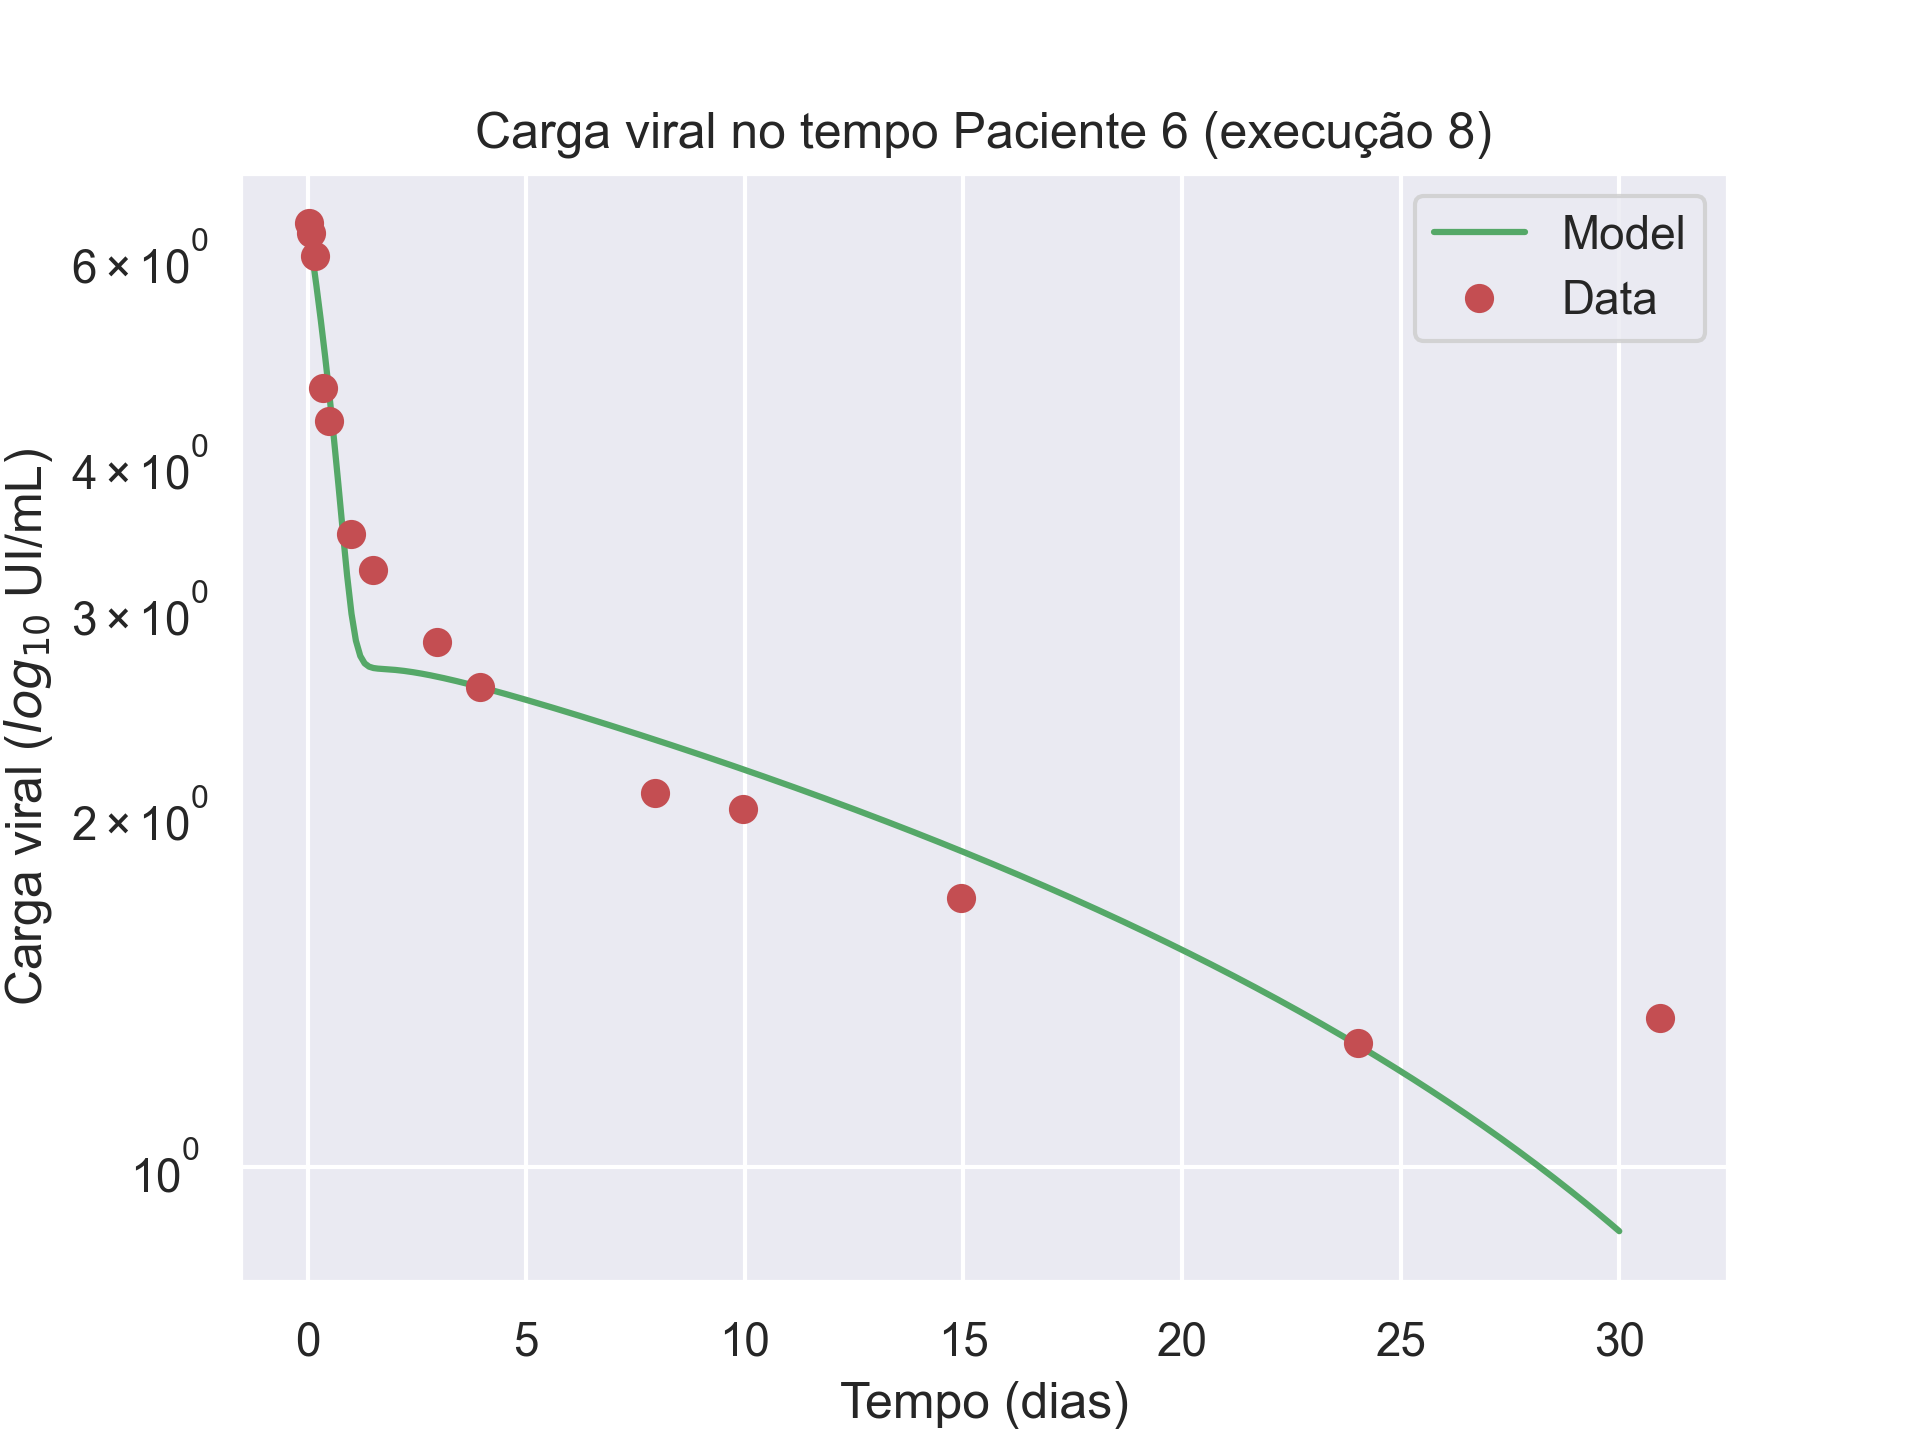 Carga viral no tempo Paciente 6 (execução 8)
Model
Data
6 × 10⁰
4 × 10⁰
3 × 10⁰
2 × 10⁰
10⁰
Carga viral (log₁₀ UI/mL)
0 5 10 15 20 25 30
Tempo (dias)